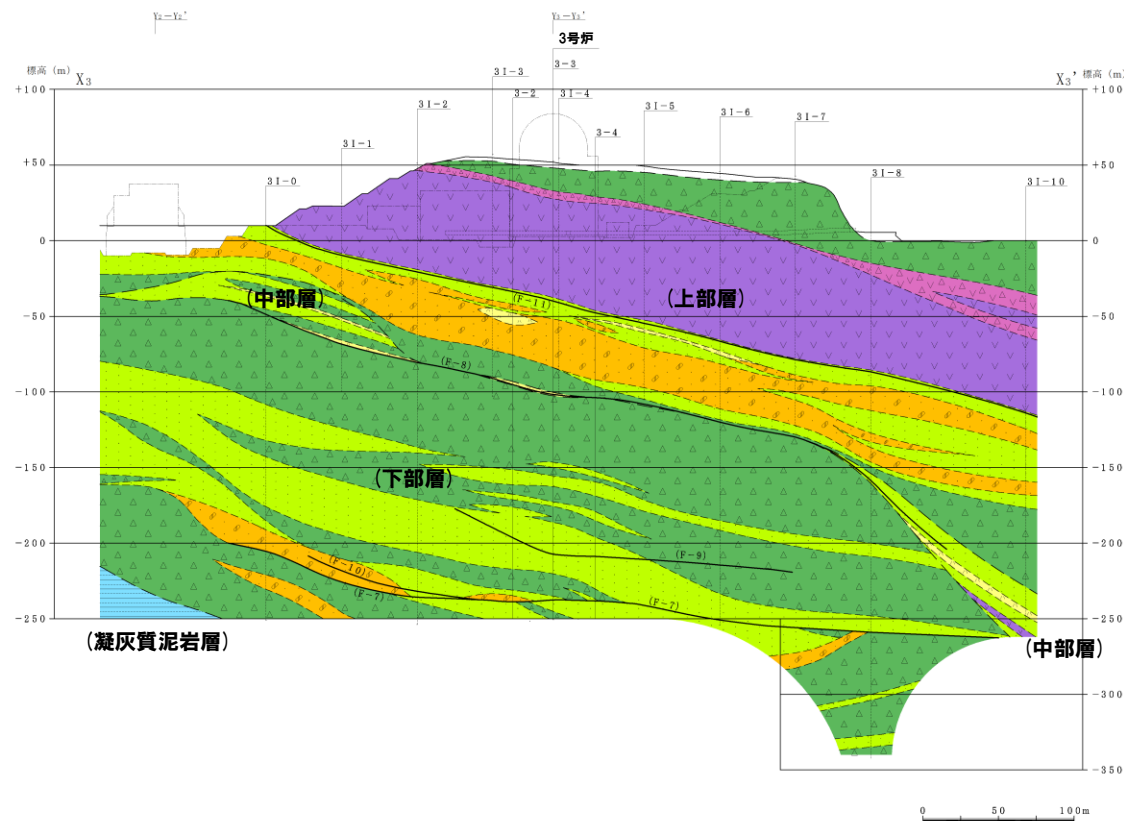 Y₂－Y₂'
Y₃－Y₃'
3号炉
標高（m）
X₃
X₃'
標高（m）
3－3
3Ｉ－3
3－2
3Ｉ－4
3Ｉ－2
3Ｉ－5
3Ｉ－6
3Ｉ－7
3－4
3Ｉ－1
3Ｉ－0
3Ｉ－8
3Ｉ－10
+100
+50
0
−50
−100
−150
−200
−250
+100
+50
0
−50
−100
−150
−200
−250
−300
−350
(中部層)
(F－11)
(上部層)
(F－8)
(下部層)
(F－9)
(F－10)
(F－7)
(F－7)
(凝灰質泥岩層)
(中部層)
0 50 100m